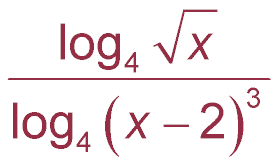 log₄ √x
log₄ (x − 2)³